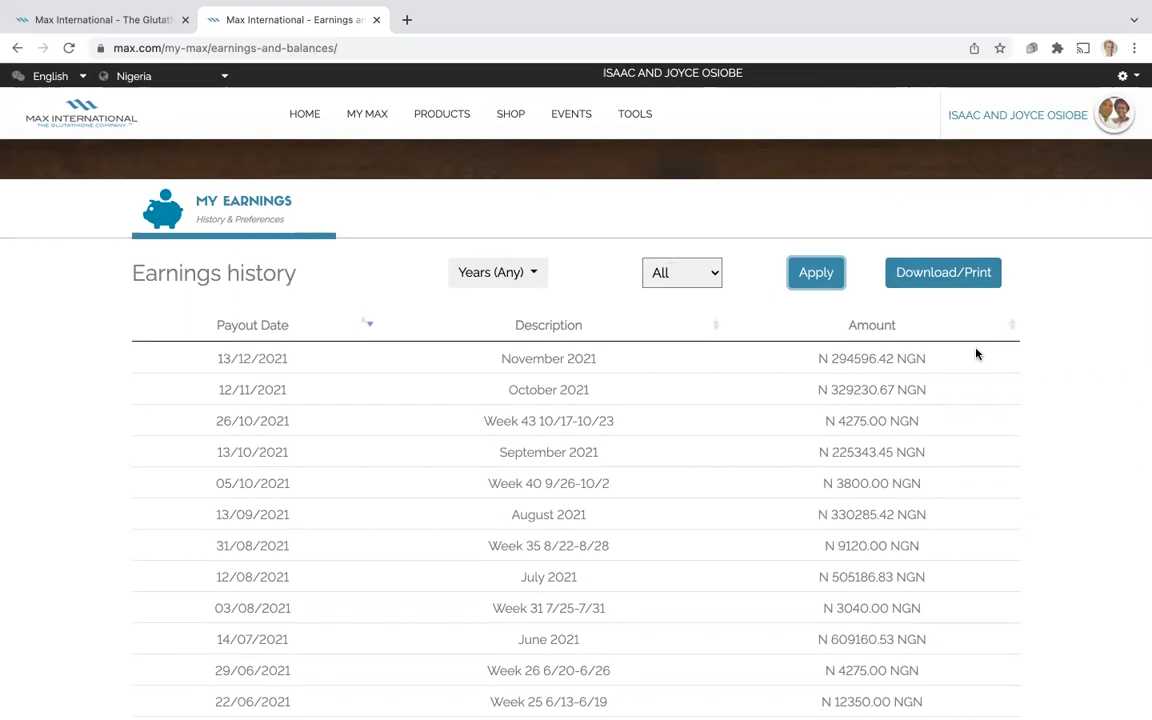 Max International - The Glutath
Max International - Earnings a
max.com/my-max/earnings-and-balances/
English Nigeria ISAAC AND JOYCE OSIOBE
MAX INTERNATIONAL
THE GLUTATHIONE COMPANY
HOME MY MAX PRODUCTS SHOP EVENTS TOOLS
ISAAC AND JOYCE OSIOBE
MY EARNINGS
History & Preferences
Earnings history Years (Any) All Apply Download/Print
Payout Date Description Amount
13/12/2021 November 2021 N 294596.42 NGN
12/11/2021 October 2021 N 329230.67 NGN
26/10/2021 Week 43 10/17-10/23 N 4275.00 NGN
13/10/2021 September 2021 N 225343.45 NGN
05/10/2021 Week 40 9/26-10/2 N 3800.00 NGN
13/09/2021 August 2021 N 330285.42 NGN
31/08/2021 Week 35 8/22-8/28 N 9120.00 NGN
12/08/2021 July 2021 N 505186.83 NGN
03/08/2021 Week 31 7/25-7/31 N 3040.00 NGN
14/07/2021 June 2021 N 609160.53 NGN
29/06/2021 Week 26 6/20-6/26 N 4275.00 NGN
22/06/2021 Week 25 6/13-6/19 N 12350.00 NGN